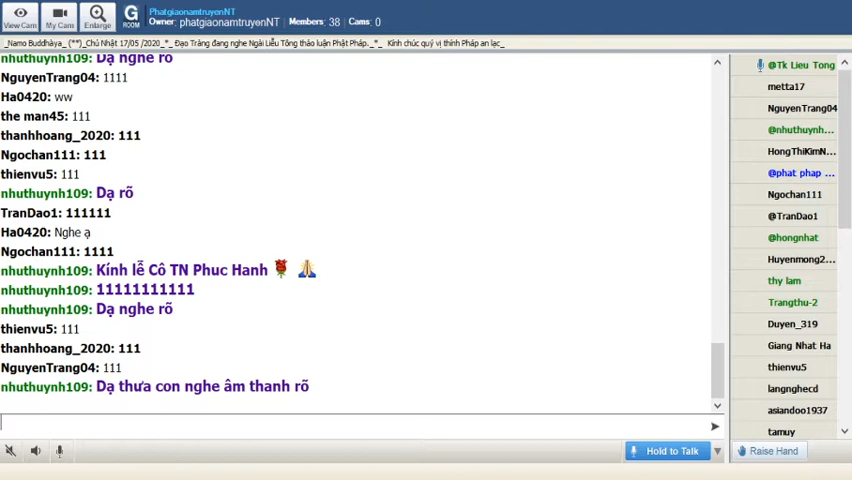 View Cam
My Cam
Enlarge
G ROOM
PhatgiaonamtruyenNT
Owner: phatgiaonamtruyenNT Members: 38 Cams: 0
_Namo Buddhàya_ (**)_Chủ Nhật 17/05 /2020_*_ Đạo Tràng đang nghe Ngài Liễu Tông thảo luận Phật Pháp._*_ Kính chúc quý vị thính Pháp an lạc_
nhuthuynh109: Dạ nghe rõ
NguyenTrang04: 1111
Ha0420: ww
the man45: 111
thanhhoang_2020: 111
Ngochan111: 111
thienvu5: 111
nhuthuynh109: Dạ rõ
TranDao1: 111111
Ha0420: Nghe ạ
Ngochan111: 1111
nhuthuynh109: Kính lễ Cô TN Phuc Hanh 🌹 🙏
nhuthuynh109: 11111111111
nhuthuynh109: Dạ nghe rõ
thienvu5: 111
thanhhoang_2020: 111
NguyenTrang04: 111
nhuthuynh109: Dạ thưa con nghe âm thanh rõ
Hold to Talk
@Tk Lieu Tong
metta17
NguyenTrang04
@nhuthuynh...
HongThiKimN...
@phat phap ...
Ngochan111
@TranDao1
@hongnhat
Huyenmong2...
thy lam
Trangthu-2
Duyen_319
Giang Nhat Ha
thienvu5
langnghecd
asiandoo1937
tamuy
Raise Hand